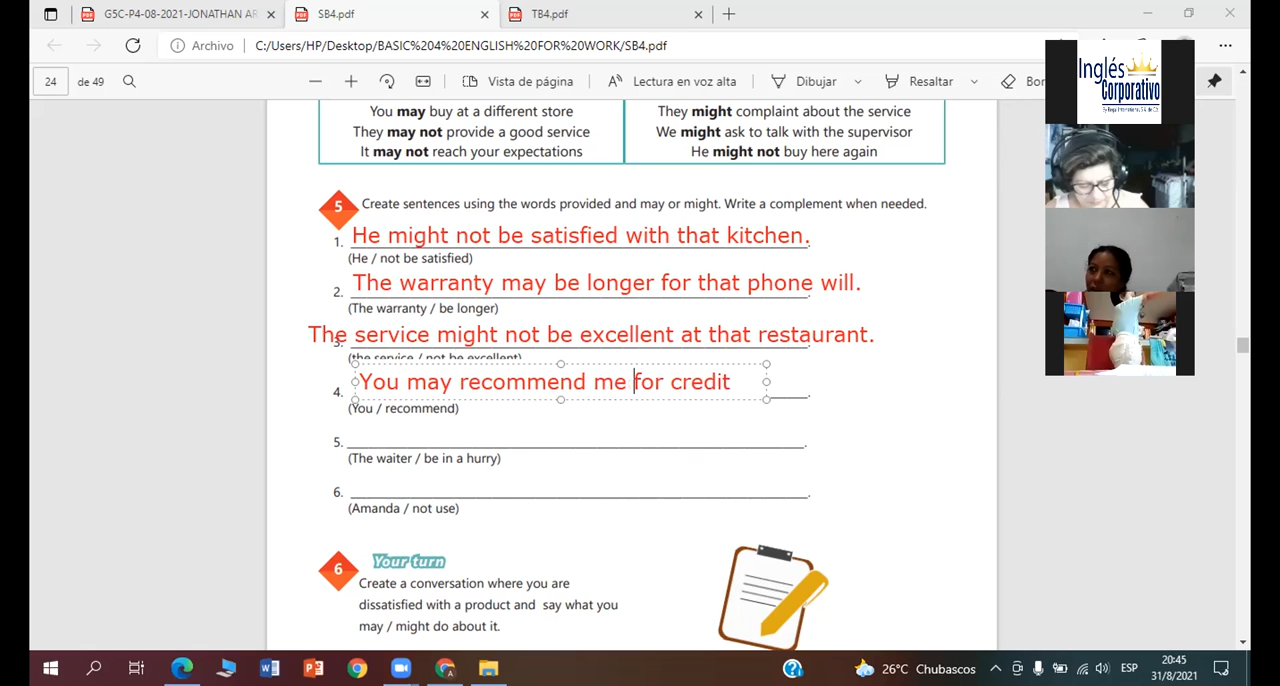 G5C-P4-08-2021-JONATHAN AR
SB4.pdf
TB4.pdf
Archivo
C:/Users/HP/Desktop/BASIC%204%20ENGLISH%20FOR%20WORK/SB4.pdf
24 de 49
Vista de página
Lectura en voz alta
Dibujar
Resaltar
Bor
Inglés
Corporativo
You may buy at a different store
They may not provide a good service
It may not reach your expectations
They might complaint about the service
We might ask to talk with the supervisor
He might not buy here again
5 Create sentences using the words provided and may or might. Write a complement when needed.
1. He might not be satisfied with that kitchen.
(He / not be satisfied)
2. The warranty may be longer for that phone will.
(The warranty / be longer)
3. The service might not be excellent at that restaurant.
(the service / not be excellent)
4. You may recommend me for credit
(You / recommend)
5.
(The waiter / be in a hurry)
6.
(Amanda / not use)
6 Your turn
Create a conversation where you are
dissatisfied with a product and say what you
may / might do about it.
26°C Chubascos
ESP
20:45
31/8/2021